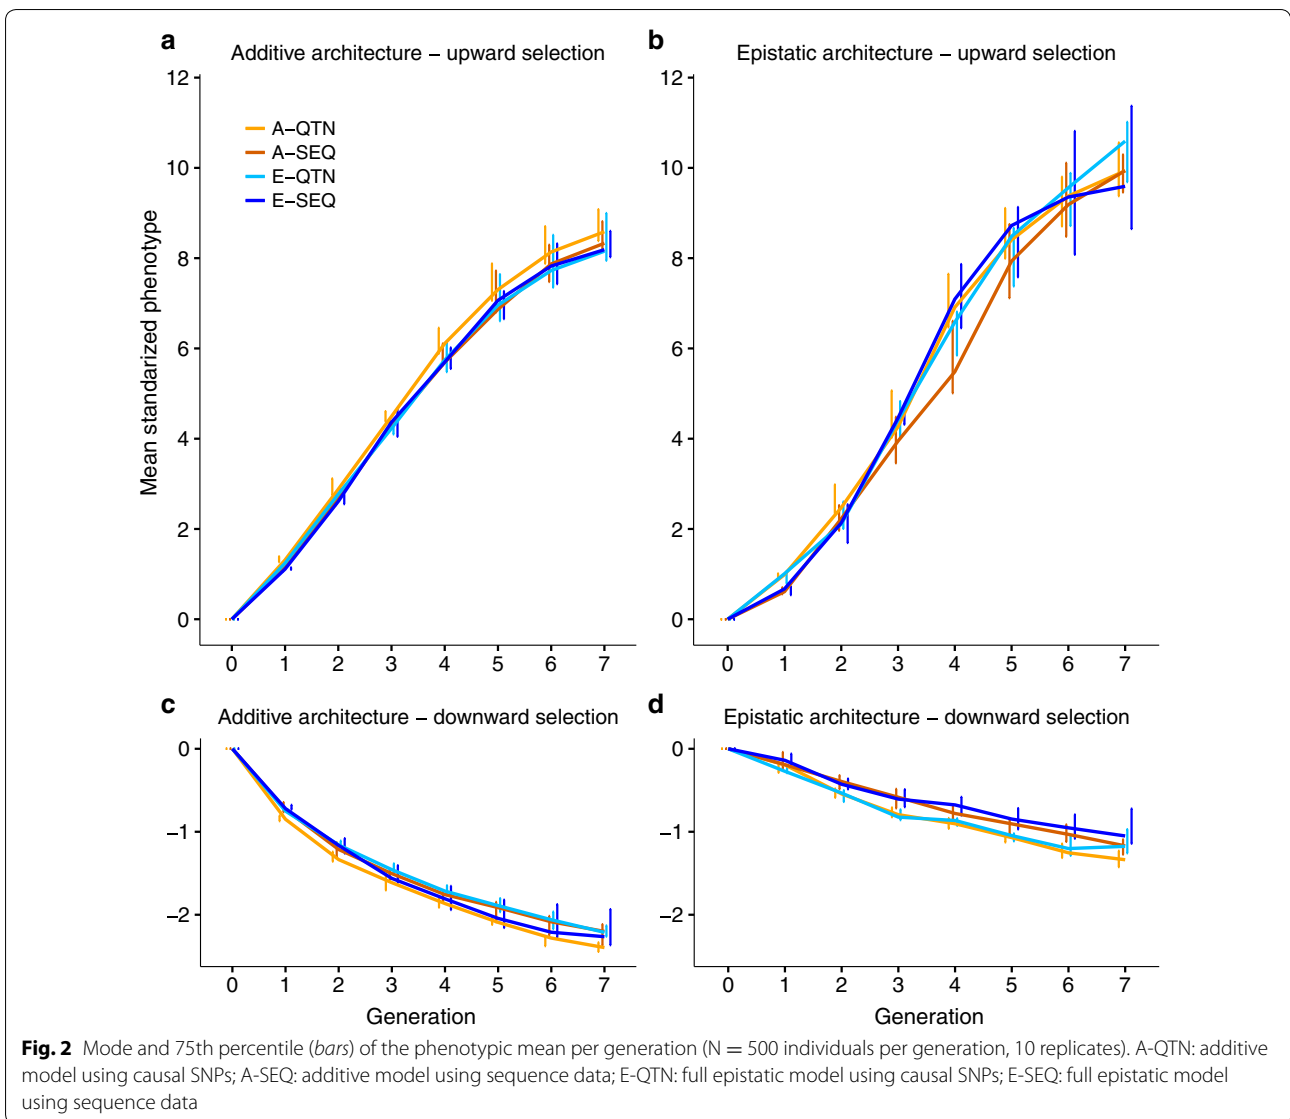 a
Additive architecture – upward selection
12
10
8
6
4
2
0
Mean standarized phenotype
A–QTN
A–SEQ
E–QTN
E–SEQ
0 1 2 3 4 5 6 7
b
Epistatic architecture – upward selection
12
10
8
6
4
2
0
0 1 2 3 4 5 6 7
c
Additive architecture – downward selection
0
−1
−2
0 1 2 3 4 5 6 7
Generation
d
Epistatic architecture – downward selection
0
−1
−2
0 1 2 3 4 5 6 7
Generation
Fig. 2 Mode and 75th percentile (bars) of the phenotypic mean per generation (N = 500 individuals per generation, 10 replicates). A-QTN: additive
model using causal SNPs; A-SEQ: additive model using sequence data; E-QTN: full epistatic model using causal SNPs; E-SEQ: full epistatic model
using sequence data